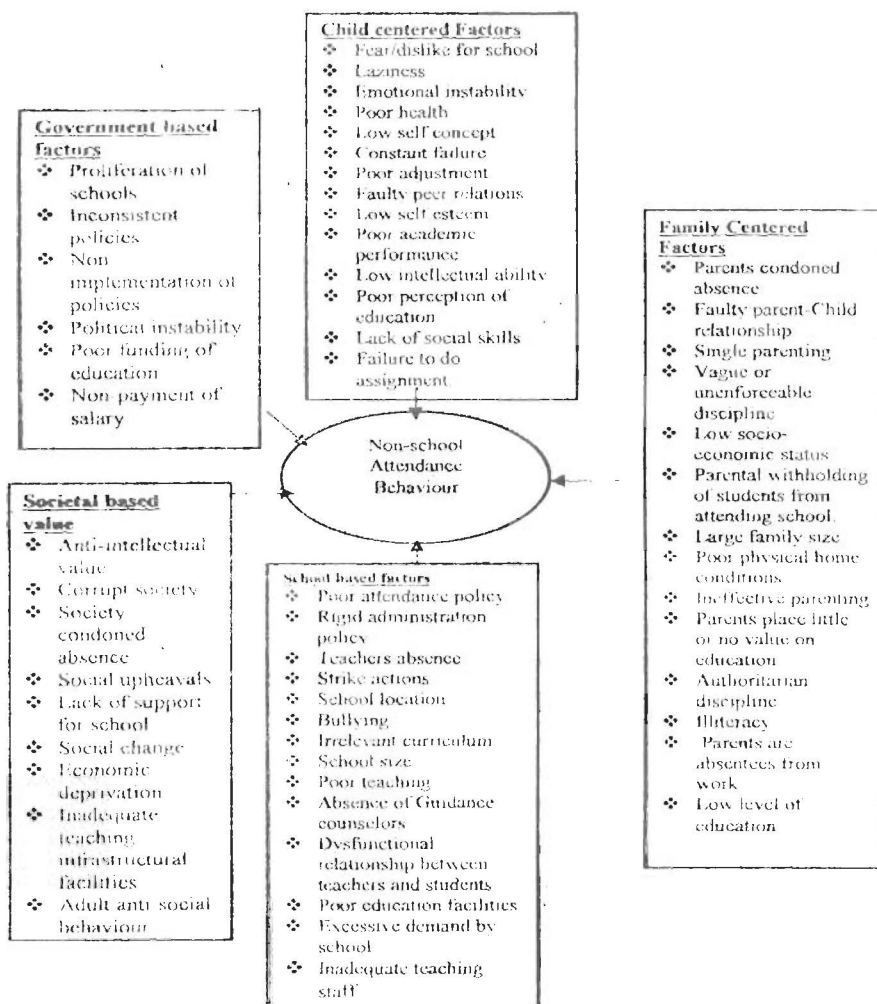 Child centered Factors
❖ Fear/dislike for school
❖ Laziness
❖ Emotional instability
❖ Poor health
❖ Low self concept
❖ Constant failure
❖ Poor adjustment
❖ Faulty peer relations
❖ Low self esteem
❖ Poor academic
performance
❖ Low intellectual ability
❖ Poor perception of
education
❖ Lack of social skills
❖ Failure to do
assignment
Government based
factors
❖ Proliferation of
schools
❖ Inconsistent
policies
❖ Non
implementation of
policies
❖ Political instability
❖ Poor funding of
education
❖ Non-payment of
salary
Family Centered
Factors
❖ Parents condoned
absence
❖ Faulty parent-Child
relationship
❖ Single parenting
❖ Vague or
unenforceable
discipline
❖ Low socio-
economic status
❖ Parental withholding
of students from
attending school.
❖ Large family size
❖ Poor physical home
conditions
❖ Ineffective parenting
❖ Parents place little
or no value on
education
❖ Authoritarian
discipline
❖ Illiteracy
❖ Parents are
absentees from
work
❖ Low level of
education
Non-school
Attendance
Behaviour
Societal based
value
❖ Anti-intellectual
value
❖ Corrupt society
❖ Society
condoned
absence
❖ Social upheavals
❖ Lack of support
for school
❖ Social change
❖ Economic
deprivation
❖ Inadequate
teaching
infrastructural
facilities
❖ Adult anti social
behaviour
School based factors
❖ Poor attendance policy
❖ Rigid administration
policy
❖ Teachers absence
❖ Strike actions
❖ School location
❖ Bullying
❖ Irrelevant curriculum
❖ School size
❖ Poor teaching
❖ Absence of Guidance
counselors
❖ Dysfunctional
relationship between
teachers and students
❖ Poor education facilities
❖ Excessive demand by
school
❖ Inadequate teaching
staff